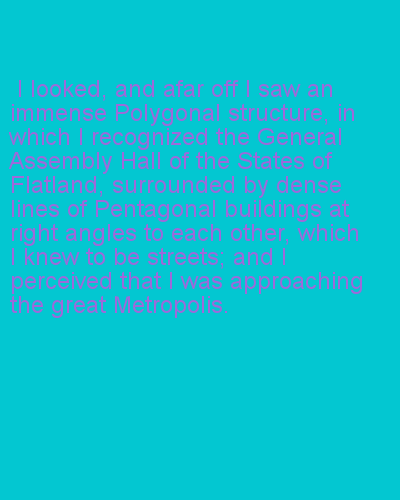 I looked, and afar off I saw an
immense Polygonal structure, in
which I recognized the General
Assembly Hall of the States of
Flatland, surrounded by dense
lines of Pentagonal buildings at
right angles to each other, which
I knew to be streets; and I
perceived that I was approaching
the great Metropolis.